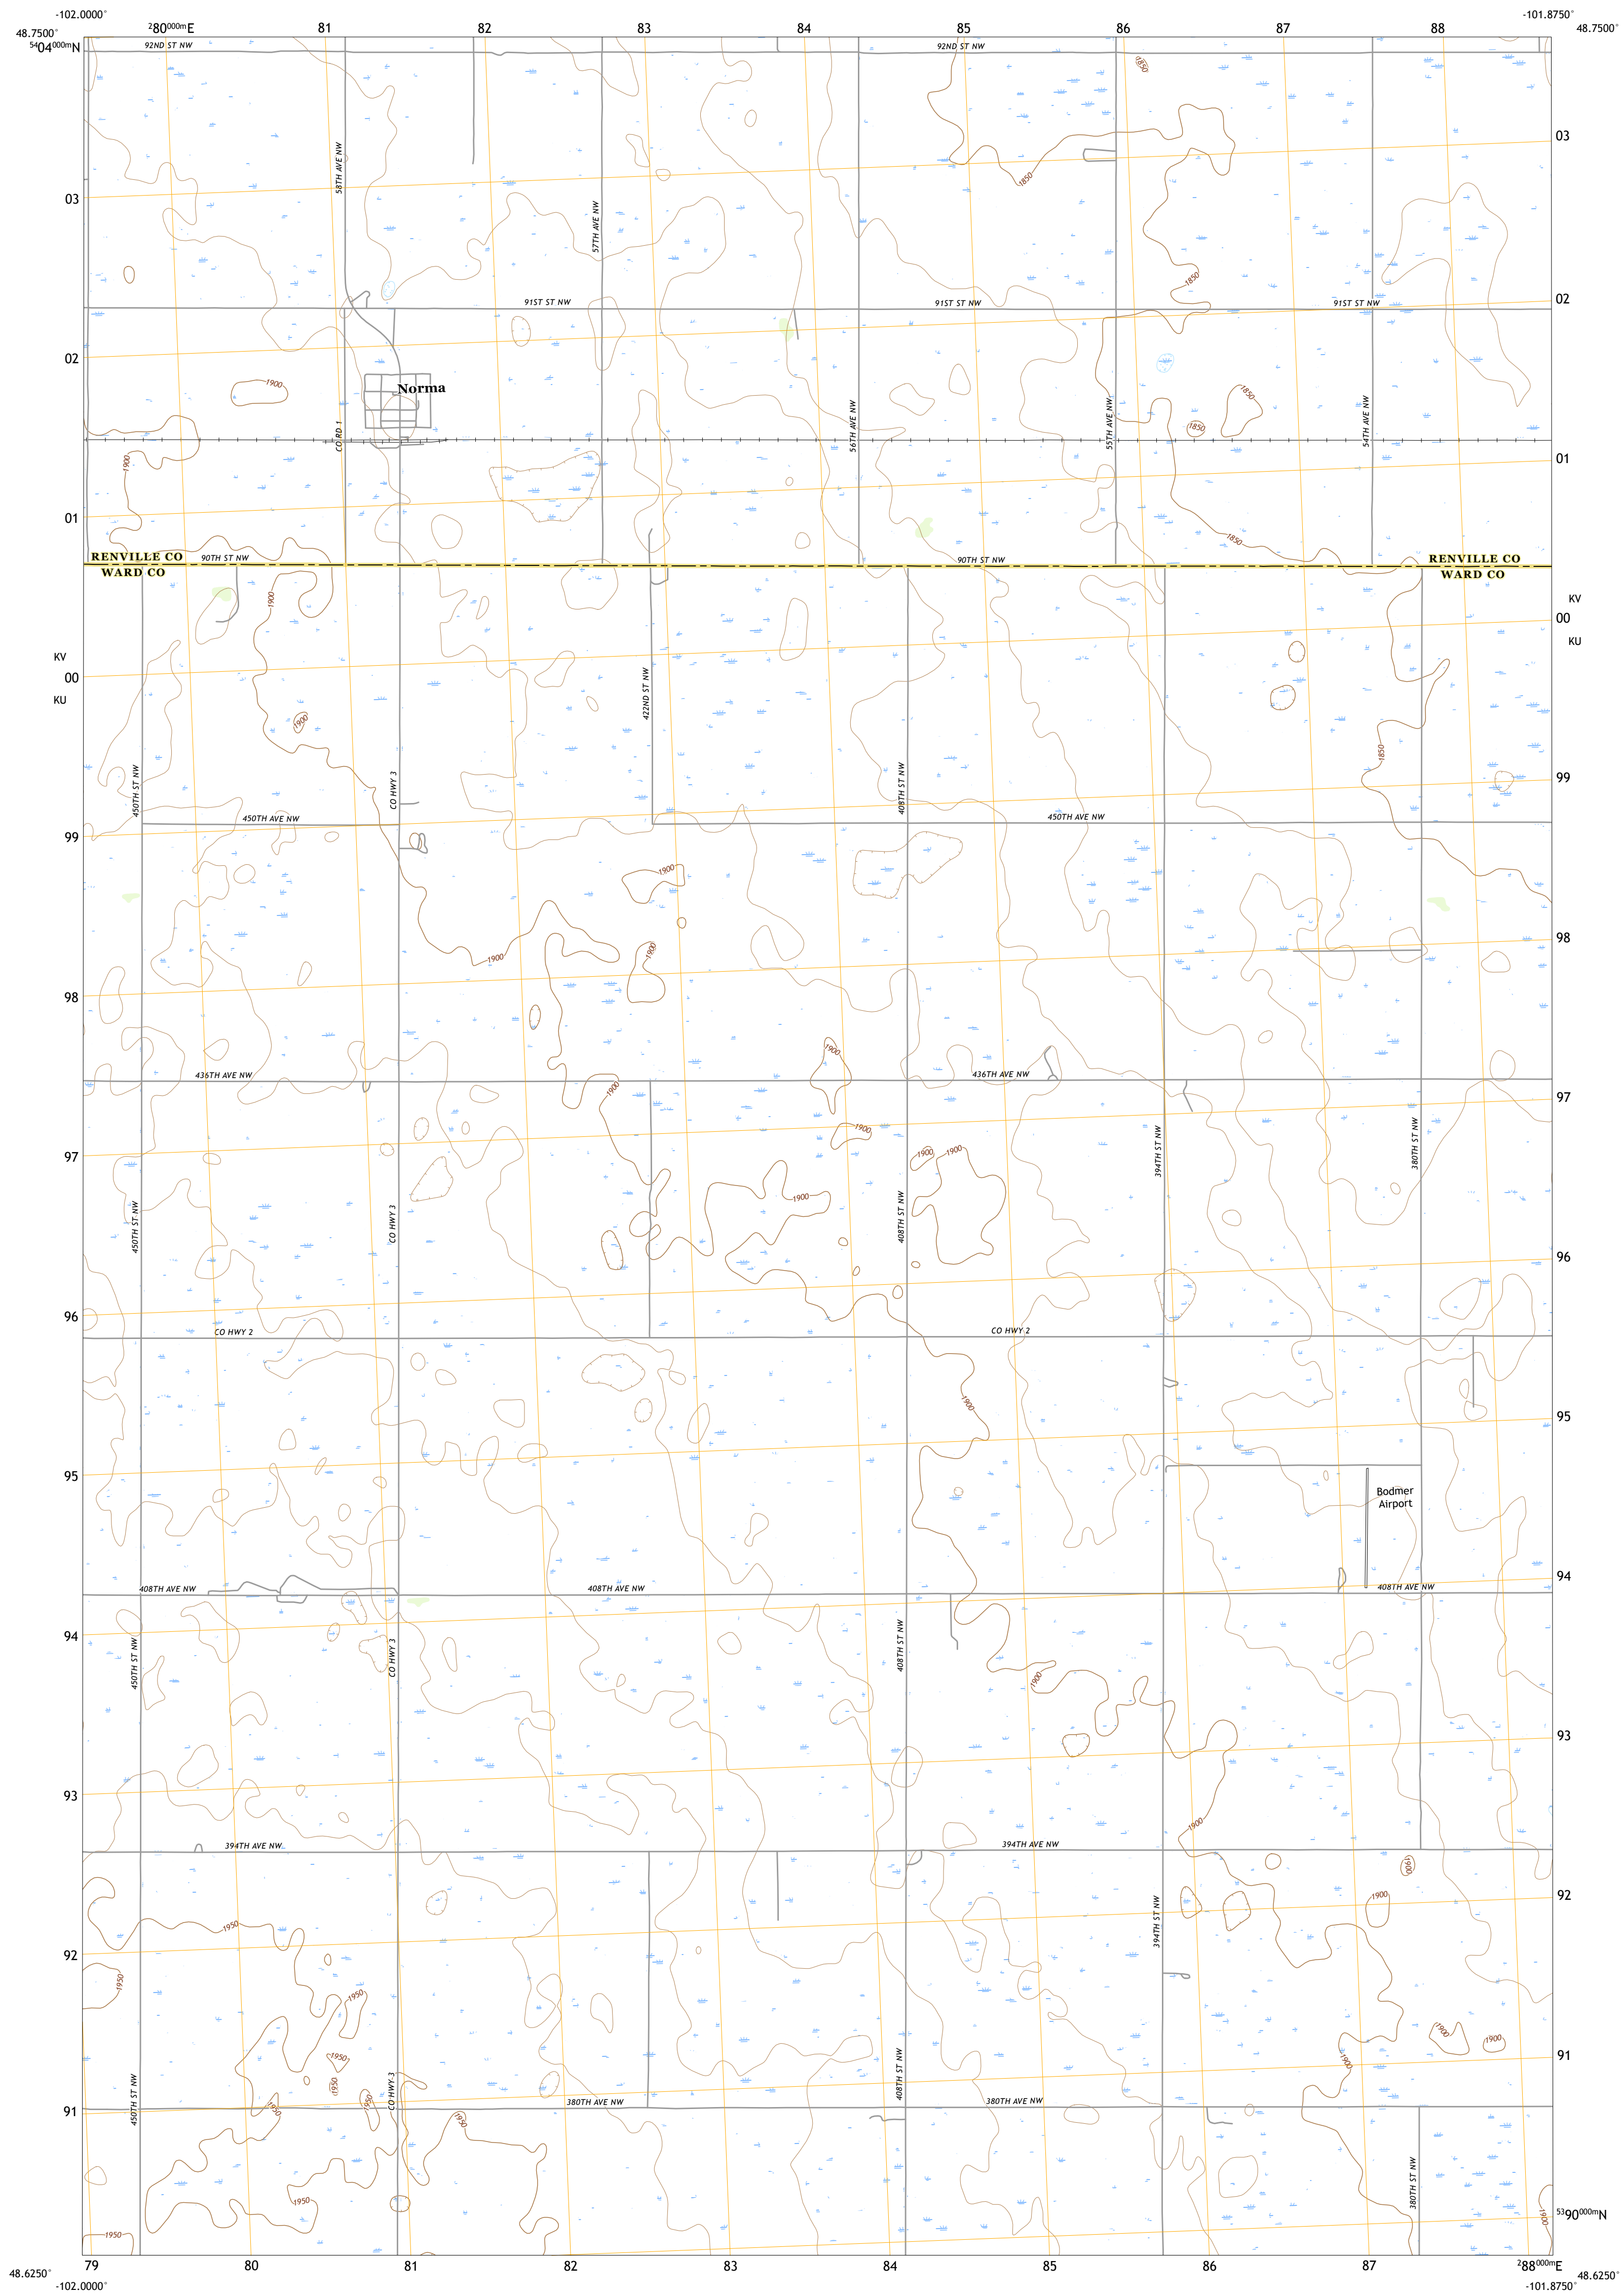 -102.0000°
-101.8750°
48.7500°
²80⁰⁰⁰ᵐE 81 82 83 84 85 86 87 88
48.7500°
⁵⁴04⁰⁰⁰ᵐN
92ND ST NW
92ND ST NW
1850
03
58TH AVE NW
1850
03
57TH AVE NW
1850
02
91ST ST NW
91ST ST NW
91ST ST NW
02
1900
Norma
1850
CO RD 1
56TH AVE NW
55TH AVE NW
1850
54TH AVE NW
1900
01
01
1850
RENVILLE CO
90TH ST NW
90TH ST NW
RENVILLE CO
WARD CO
WARD CO
1900
KV
00
KU
KV
00
KU
422ND ST NW
1900
1850
450TH ST NW
CO HWY 3
408TH ST NW
99
450TH AVE NW
450TH AVE NW
99
1900
1900
1900
98
98
1900
436TH AVE NW
436TH AVE NW
1900
97
1900
1900
1900
394TH ST NW
380TH ST NW
97
1900
450TH ST NW
CO HWY 3
408TH ST NW
96
96
CO HWY 2
CO HWY 2
1900
95
95
Bodmer
Airport
408TH AVE NW
408TH AVE NW
408TH AVE NW
94
94
450TH ST NW
CO HWY 3
408TH ST NW
1900
93
93
1900
394TH AVE NW
394TH AVE NW
1900
1900
92
1950
394TH ST NW
92
1950
1950
1900
1900
1950
1900
91
1950
450TH ST NW
CO HWY 3
408TH ST NW
1950
1950
380TH AVE NW
380TH AVE NW
91
1950
380TH ST NW
1950
1900
⁵³90⁰⁰⁰ᵐN
1950
79 80 81 82 83 84 85 86 87 ²88⁰⁰⁰ᵐE
48.6250°
48.6250°
-102.0000°
-101.8750°